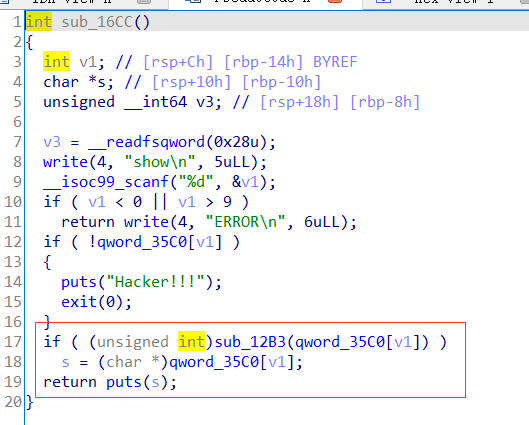 1 int sub_16CC()
2 {
3 int v1; // [rsp+Ch] [rbp-14h] BYREF
4 char *s; // [rsp+10h] [rbp-10h]
5 unsigned __int64 v3; // [rsp+18h] [rbp-8h]
6
7 v3 = __readfsqword(0x28u);
8 write(4, "show\n", 5uLL);
9 __isoc99_scanf("%d", &v1);
10 if ( v1 < 0 || v1 > 9 )
11 return write(4, "ERROR\n", 6uLL);
12 if ( !qword_35C0[v1] )
13 {
14 puts("Hacker!!!");
15 exit(0);
16 }
17 if ( (unsigned int)sub_12B3(qword_35C0[v1]) )
18 s = (char *)qword_35C0[v1];
19 return puts(s);
20 }